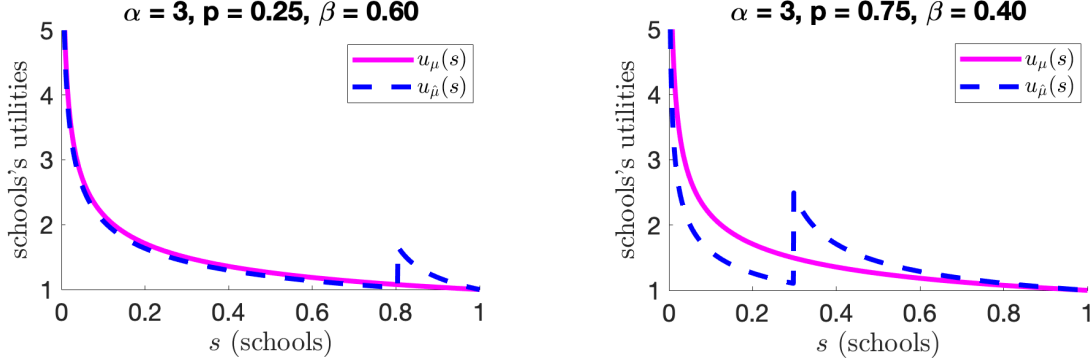 α = 3, p = 0.25, β = 0.60
schools's utilities
5
4
3
2
1
0
0.2
0.4
0.6
0.8
1
s (schools)
u_μ(s)
u_μ̂(s)
α = 3, p = 0.75, β = 0.40
schools's utilities
5
4
3
2
1
0
0.2
0.4
0.6
0.8
1
s (schools)
u_μ(s)
u_μ̂(s)